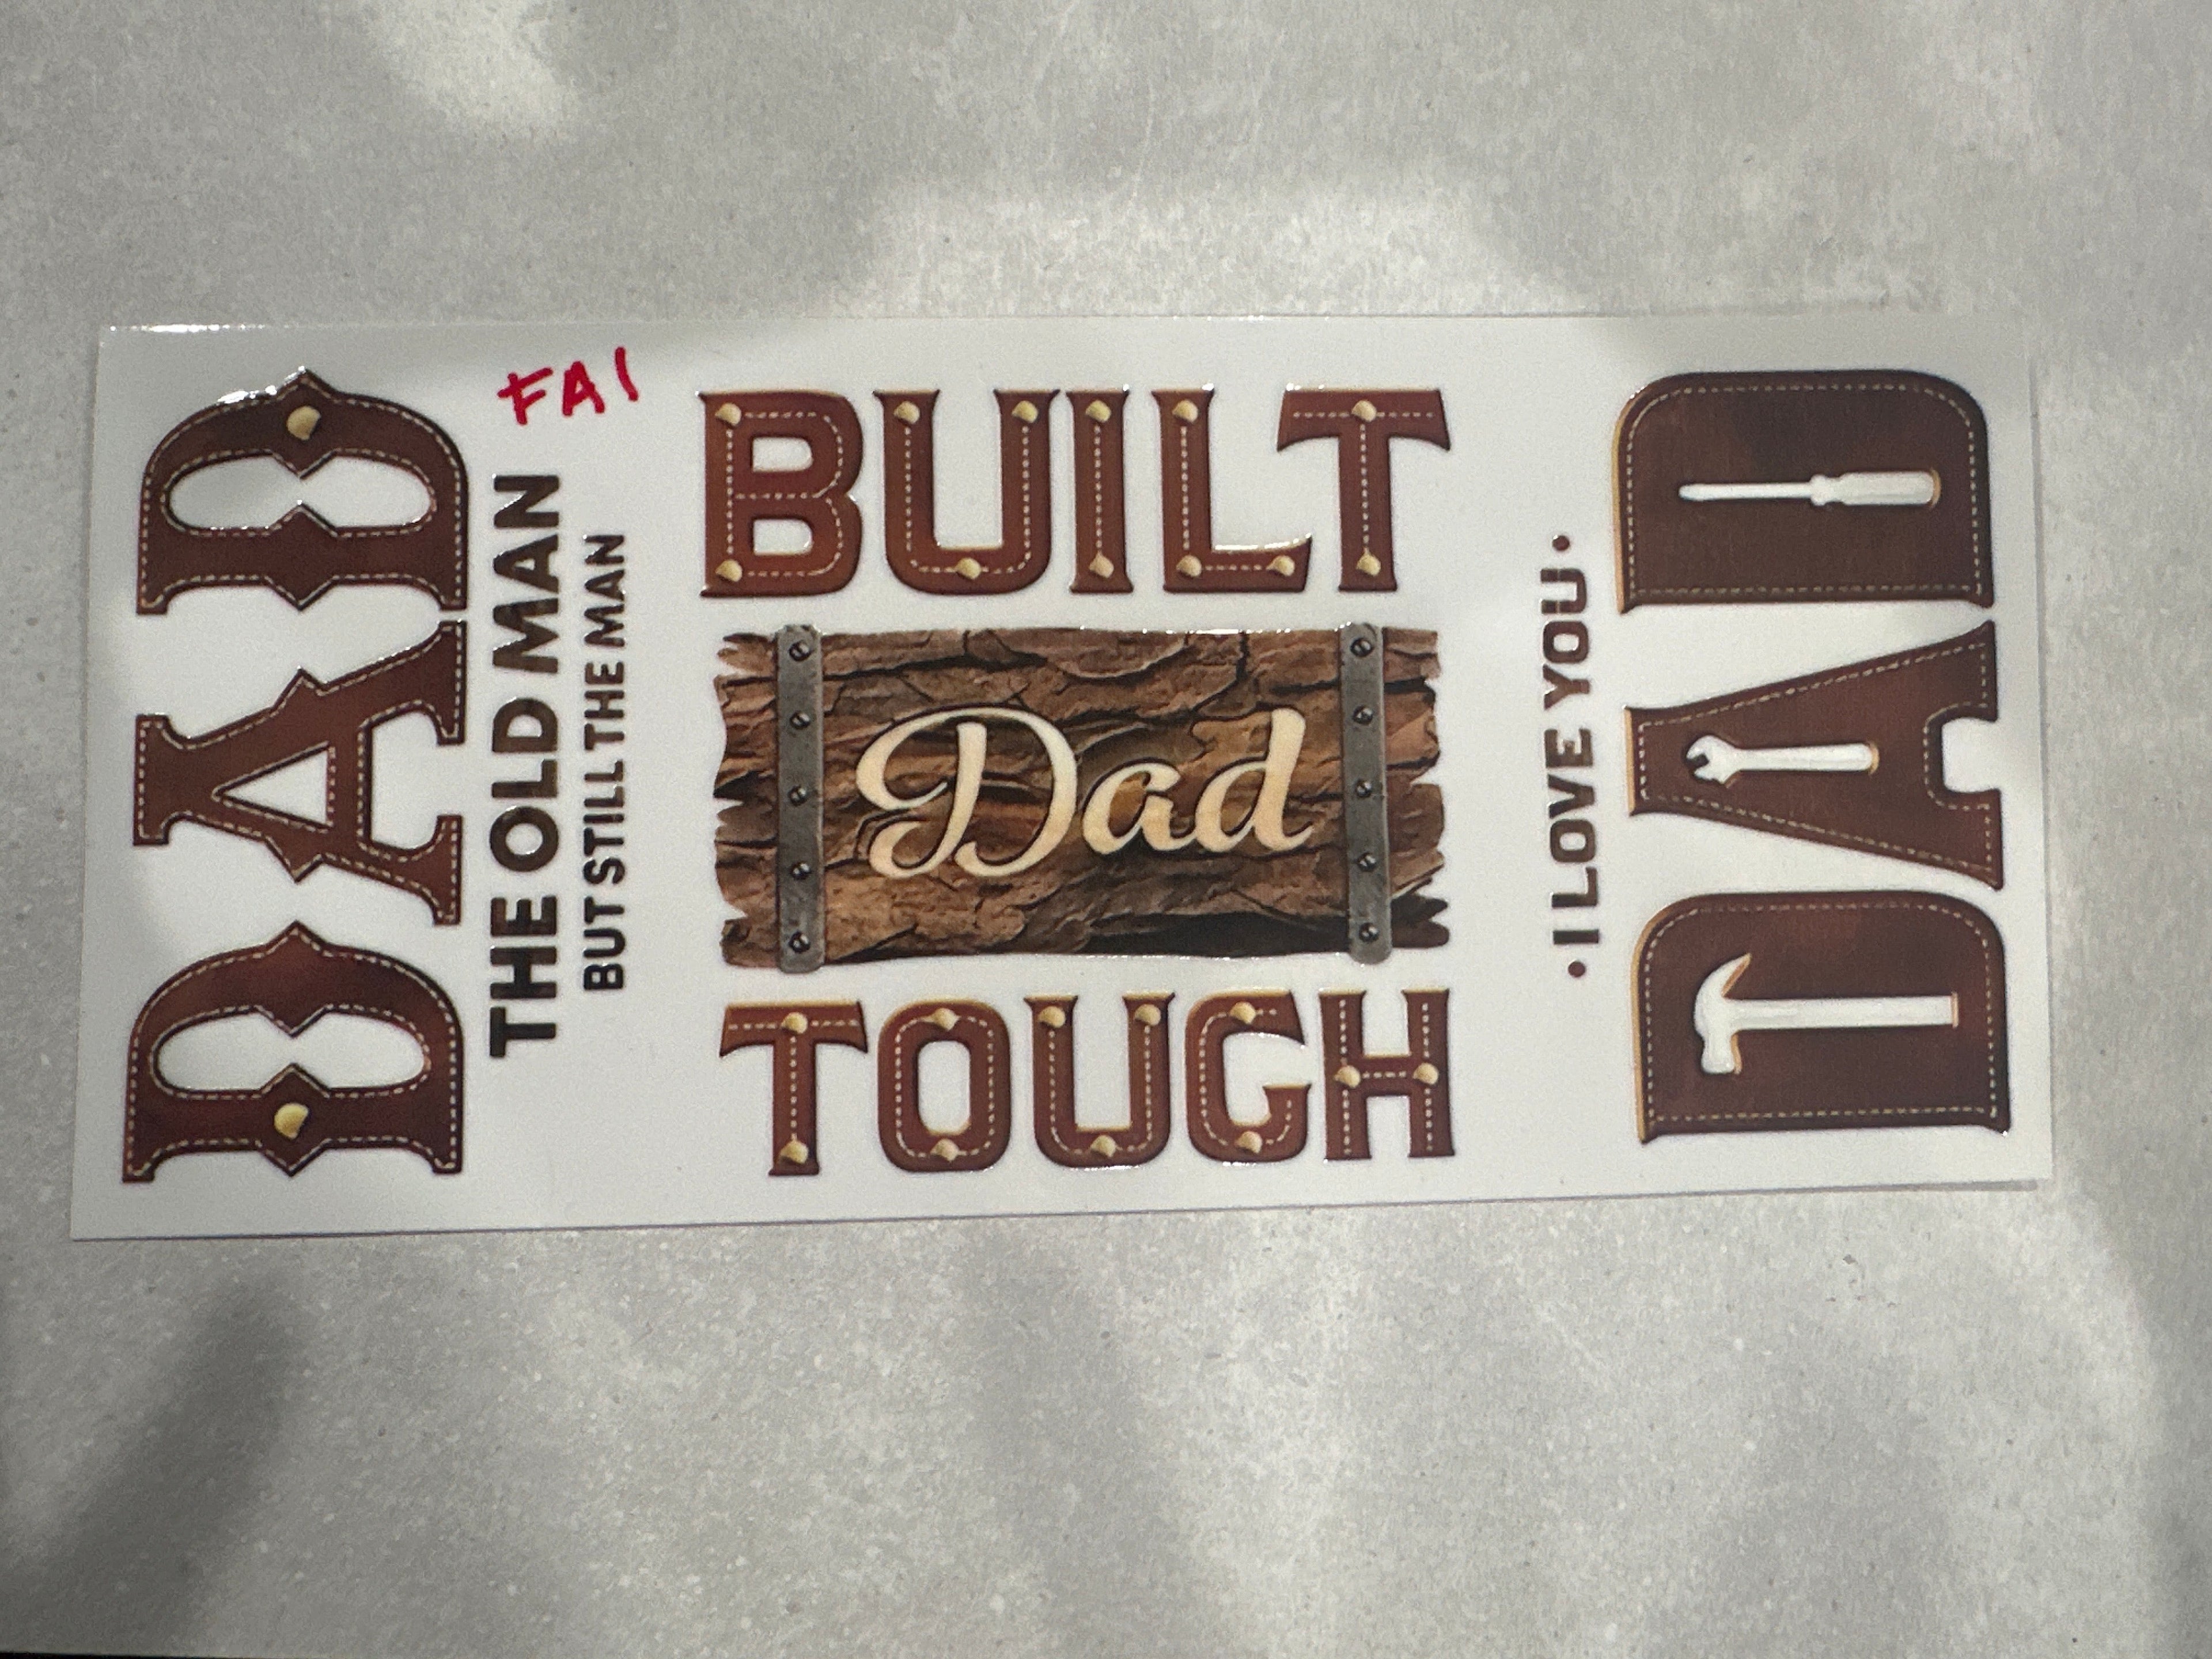 DAD
THE OLD MAN
BUT STILL THE MAN
FA1
BUILT
Dad
TOUGH
• I LOVE YOU •
DAD